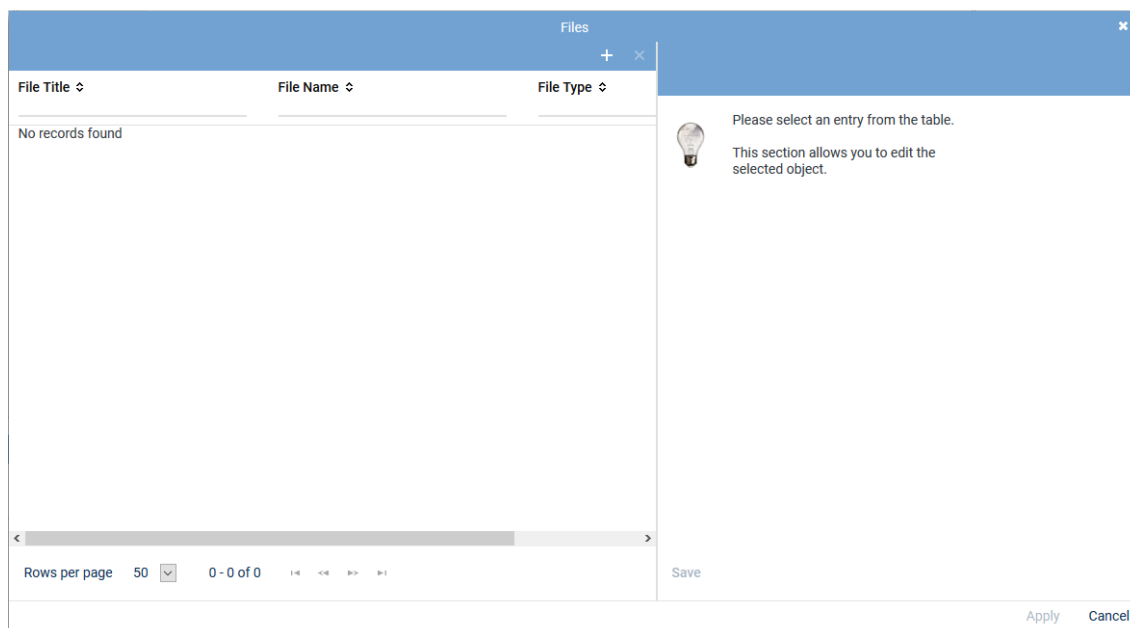 Files
File Title
File Name
File Type
No records found
Please select an entry from the table.
This section allows you to edit the
selected object.
Rows per page 50 0 - 0 of 0
Save
Apply Cancel